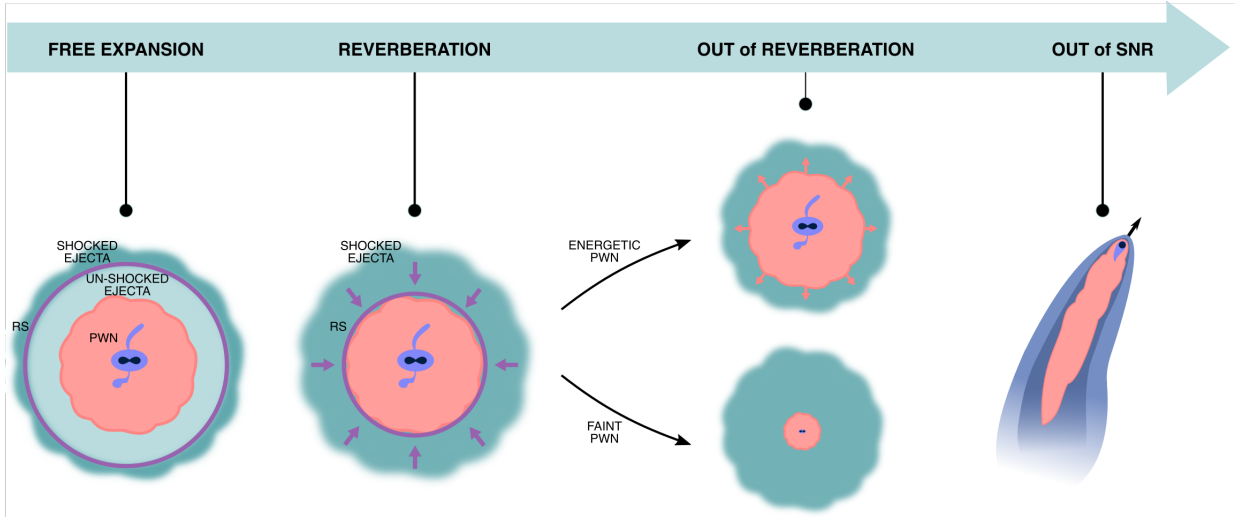 FREE EXPANSION
REVERBERATION
OUT of REVERBERATION
OUT of SNR
SHOCKED
EJECTA
UN-SHOCKED
EJECTA
RS
PWN
SHOCKED
EJECTA
RS
ENERGETIC
PWN
FAINT
PWN